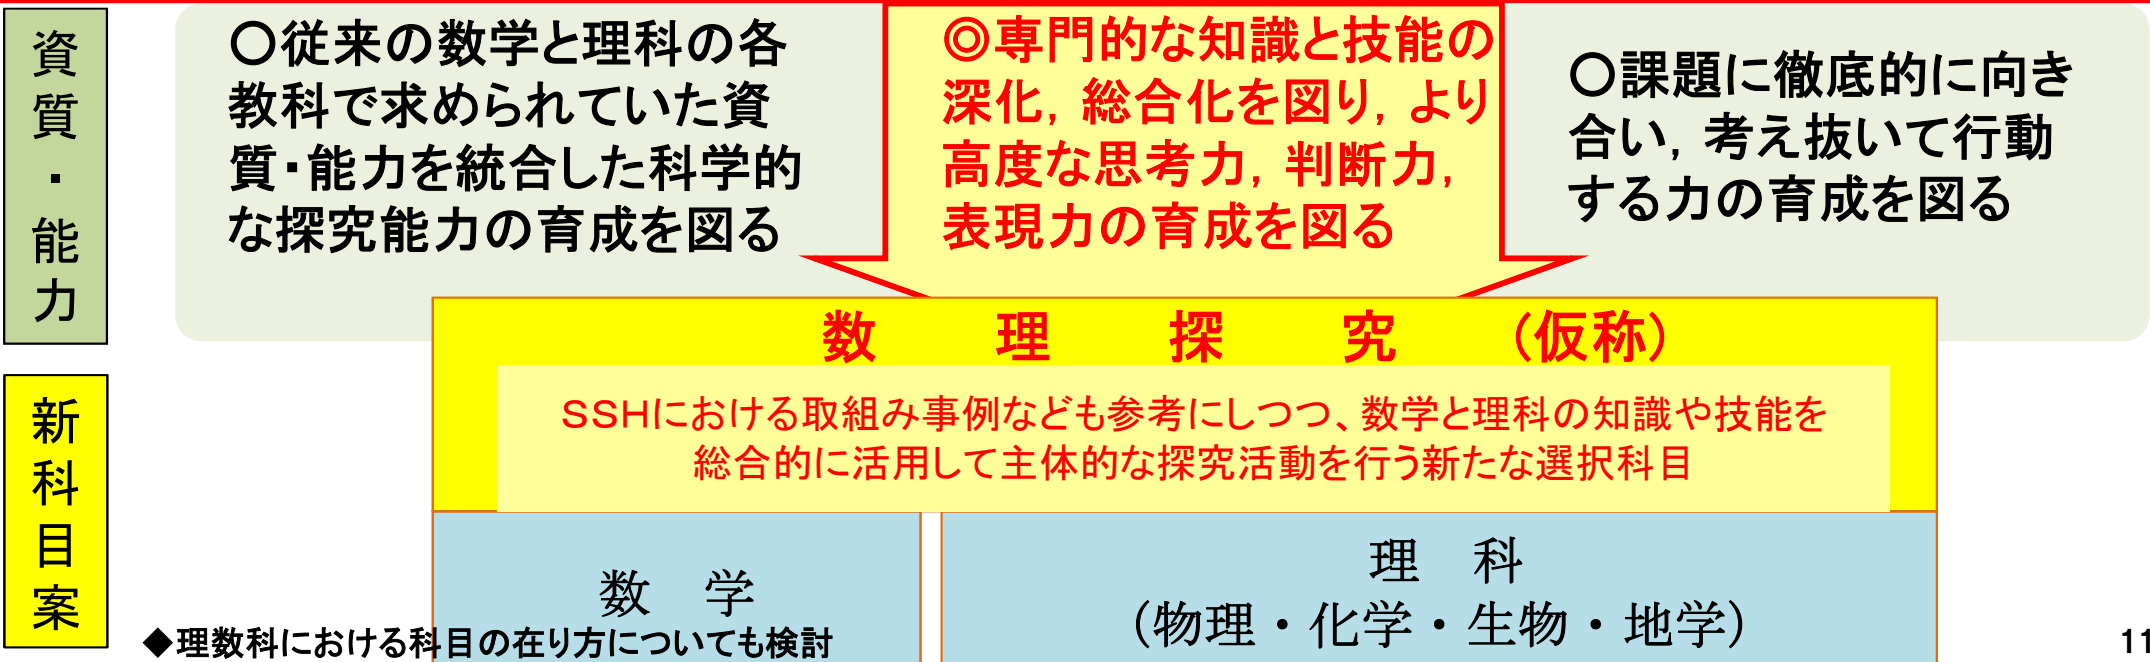 資質・能力
〇従来の数学と理科の各
教科で求められていた資
質・能力を統合した科学的
な探究能力の育成を図る
◎専門的な知識と技能の
深化，総合化を図り，より
高度な思考力，判断力，
表現力の育成を図る
〇課題に徹底的に向き
合い，考え抜いて行動
する力の育成を図る
新科目案
数　理　探　究　（仮称）
ＳＳＨにおける取組み事例なども参考にしつつ、数学と理科の知識や技能を
総合的に活用して主体的な探究活動を行う新たな選択科目
数　学
理　科
（物理・化学・生物・地学）
◆理数科における科目の在り方についても検討
11